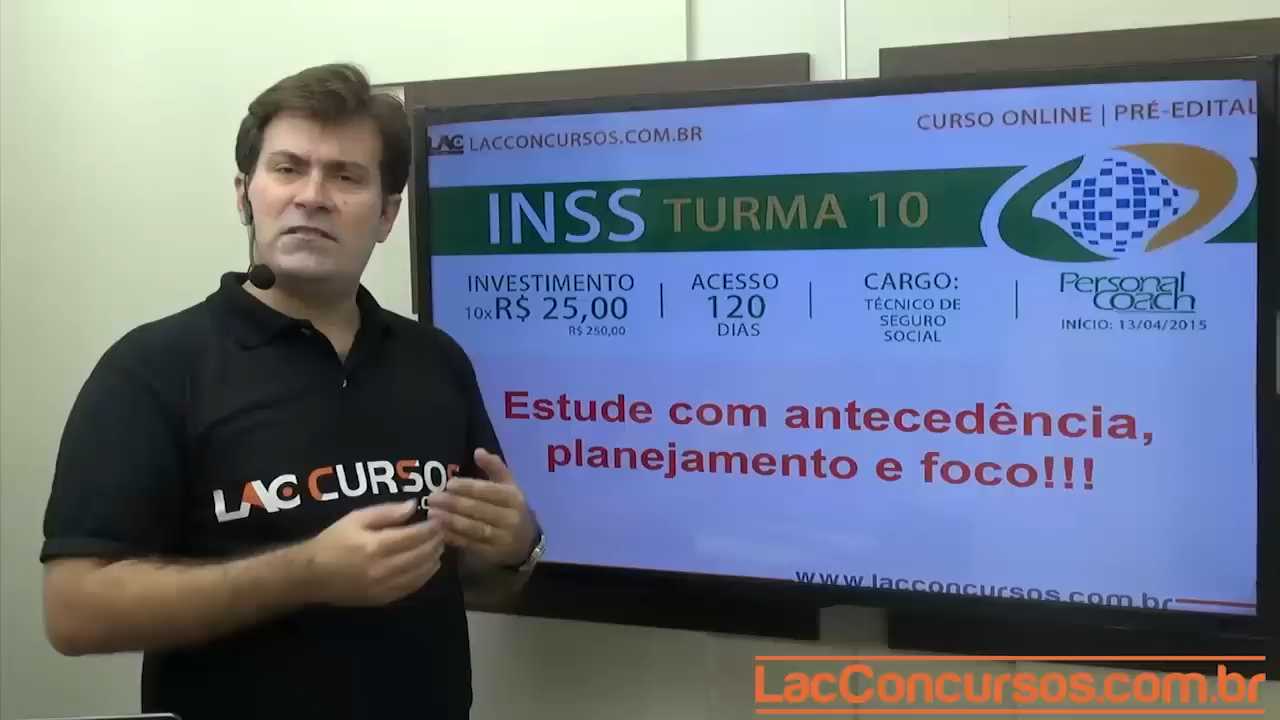 LAC LACCONCURSOS.COM.BR
CURSO ONLINE | PRÉ-EDITAL
INSS TURMA 10
INVESTIMENTO
10x R$ 25,00
R$ 250,00
ACESSO
120
DIAS
CARGO:
TÉCNICO DE
SEGURO
SOCIAL
Personal
Coach
INÍCIO: 13/04/2015
Estude com antecedência,
planejamento e foco!!!
www.lacconcursos.com.br
LAC CURSOS
LacConcursos.com.br